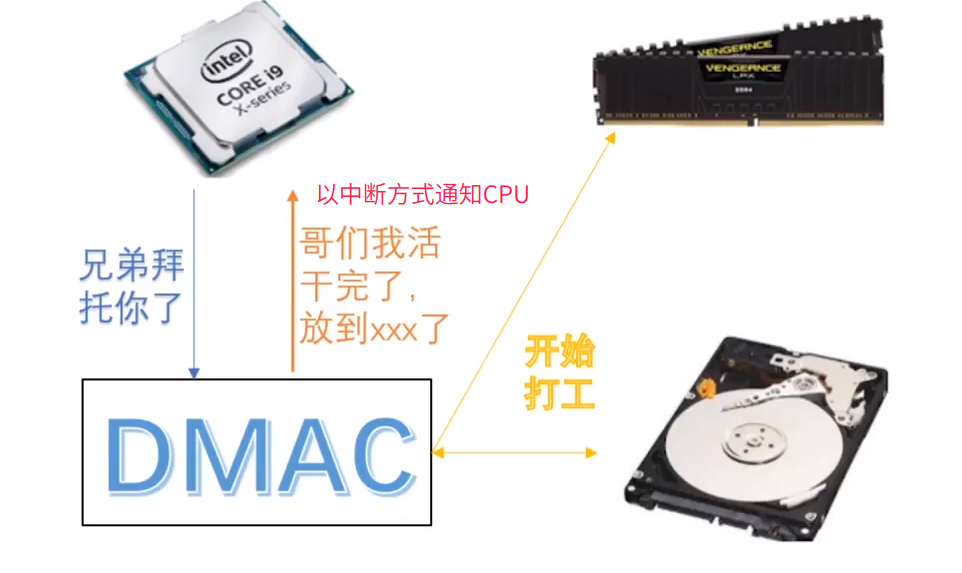 intel
CORE i9
X-series
VENGEANCE
VENGEANCE
LPX
DDR4
以中断方式通知CPU
兄弟拜
托你了
哥们我活
干完了，
放到xxx了
开始
打工
DMAC